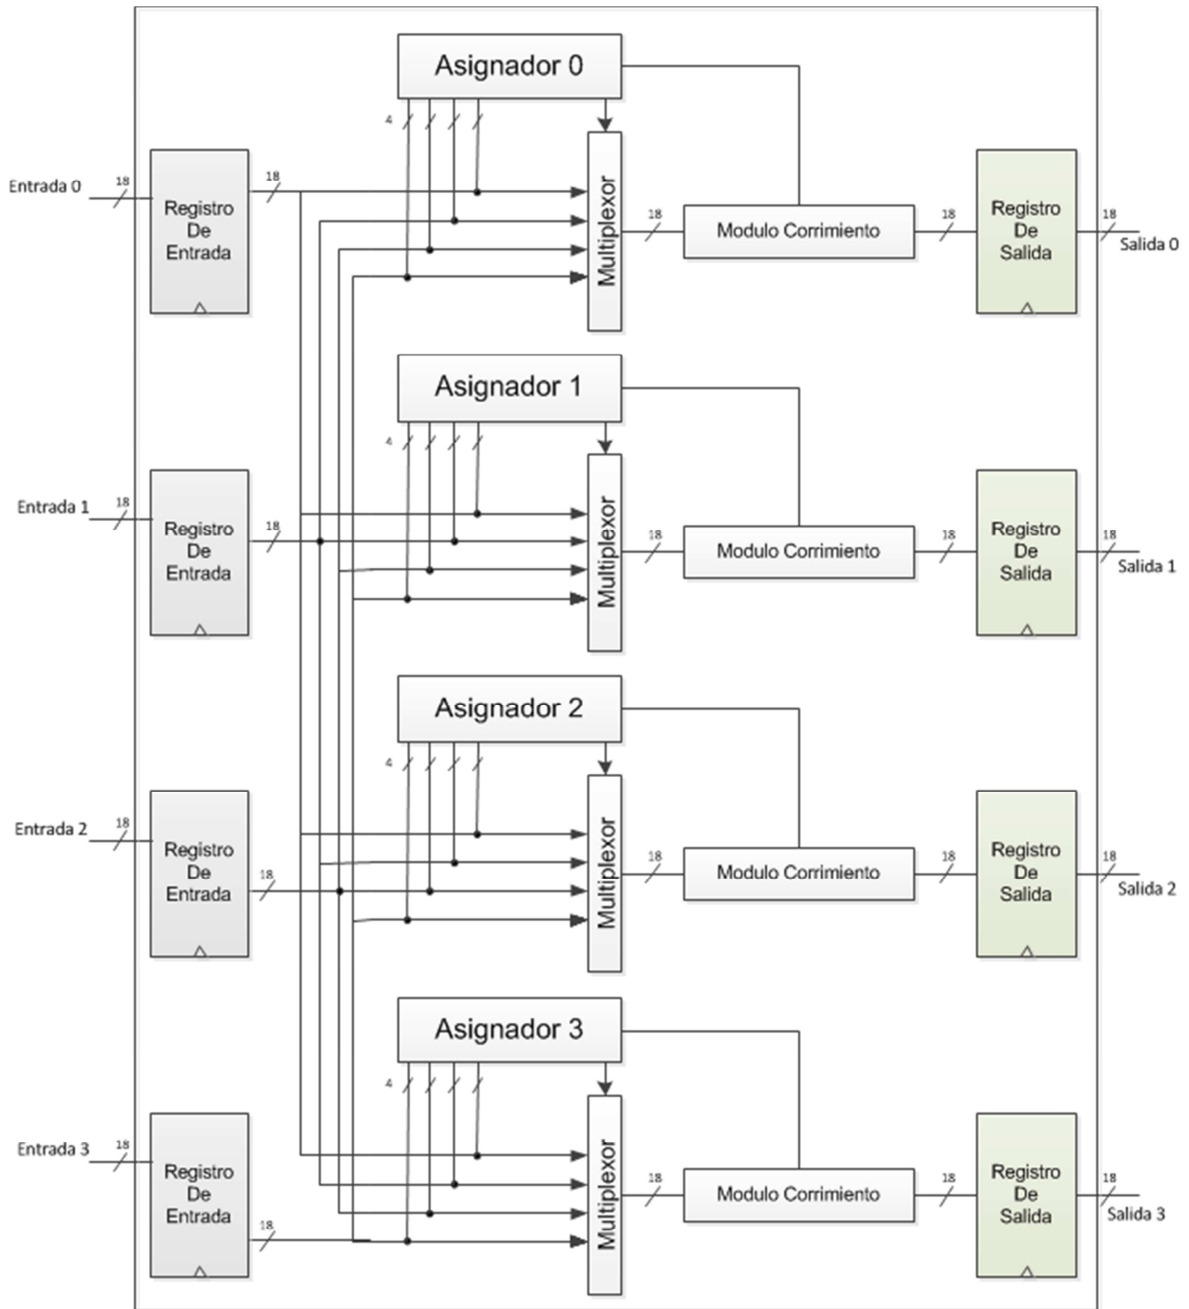 Asignador 0
4
Entrada 0
18
Registro
De
Entrada
18
Multiplexor
18
Modulo Corrimiento
18
Registro
De
Salida
18
Salida 0
Asignador 1
4
Entrada 1
18
Registro
De
Entrada
18
Multiplexor
18
Modulo Corrimiento
18
Registro
De
Salida
18
Salida 1
Asignador 2
4
Entrada 2
18
Registro
De
Entrada
18
Multiplexor
18
Modulo Corrimiento
18
Registro
De
Salida
18
Salida 2
Asignador 3
4
Entrada 3
18
Registro
De
Entrada
18
Multiplexor
18
Modulo Corrimiento
18
Registro
De
Salida
18
Salida 3